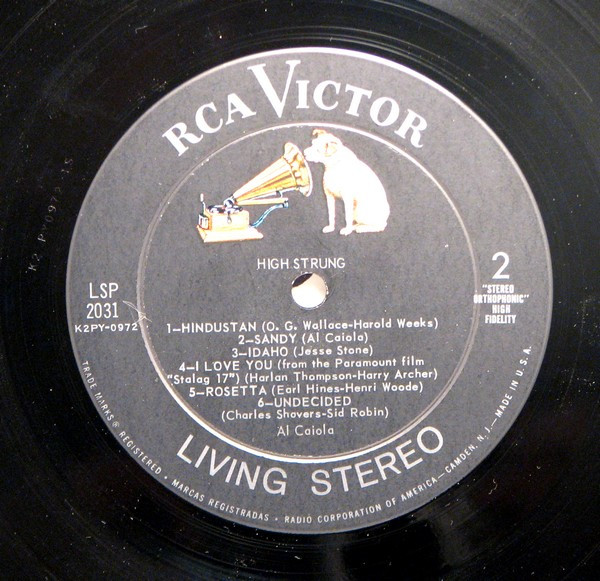 RCA VICTOR
HIGH STRUNG
LSP
2031
K2PY-0972
2
"STEREO
ORTHOPHONIC"
HIGH
FIDELITY
1—HINDUSTAN (O. G. Wallace-Harold Weeks)
2—SANDY (Al Caiola)
3—IDAHO (Jesse Stone)
4—I LOVE YOU (from the Paramount film
"Stalag 17") (Harlan Thompson-Harry Archer)
5—ROSETTA (Earl Hines-Henri Woode)
6—UNDECIDED
(Charles Shavers-Sid Robin)
Al Caiola
LIVING STEREO
TRADE MARKS ® REGISTERED • MARCAS REGISTRADAS • RADIO CORPORATION OF AMERICA—CAMDEN, N. J.—MADE IN U. S. A.